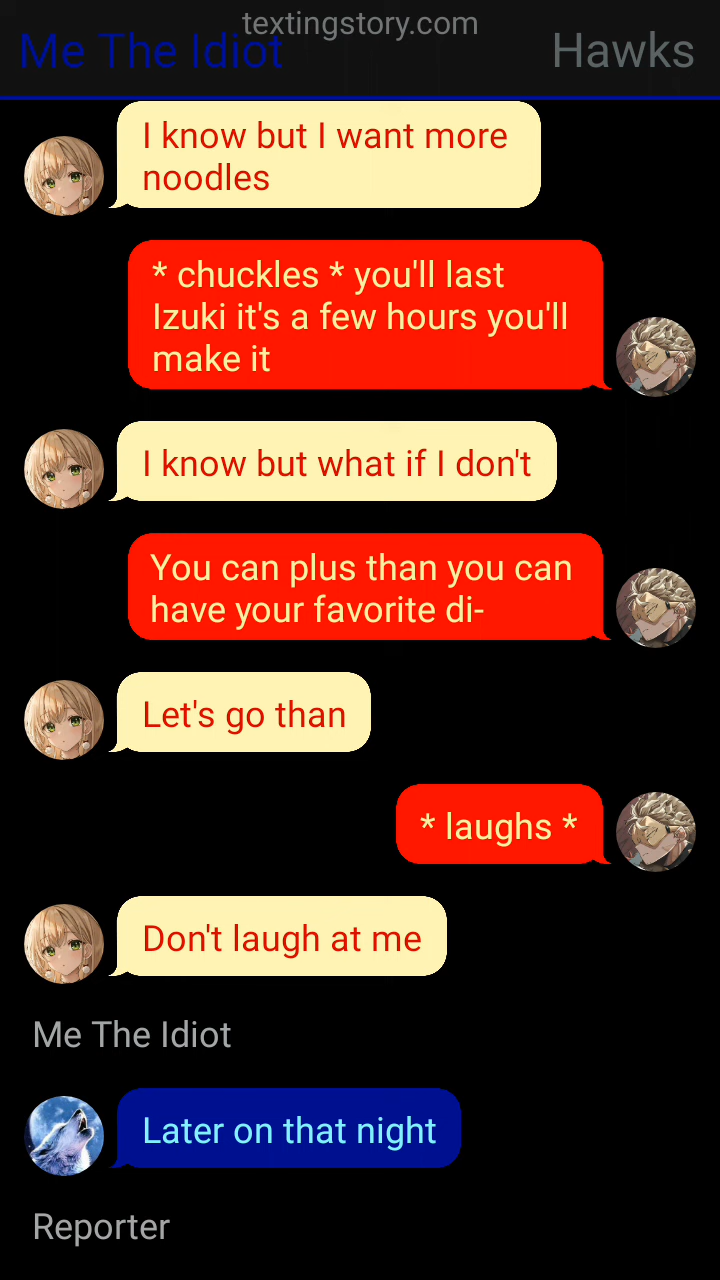 textingstory.com
Me The Idiot
Hawks
I know but I want more
noodles
* chuckles * you'll last
Izuki it's a few hours you'll
make it
I know but what if I don't
You can plus than you can
have your favorite di-
Let's go than
* laughs *
Don't laugh at me
Me The Idiot
Later on that night
Reporter